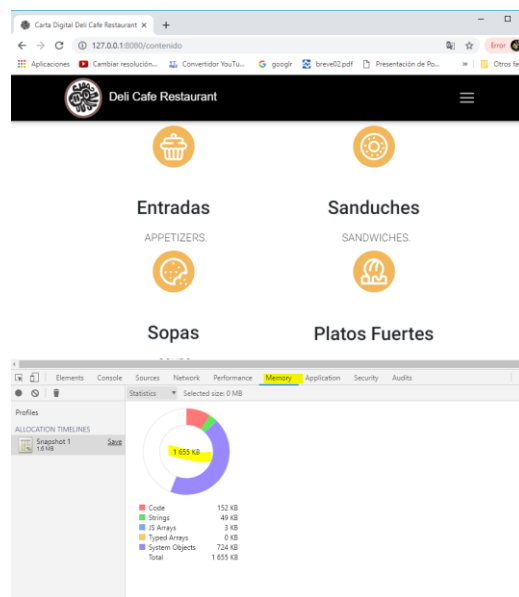 Carta Digital Deli Cafe Restaurant
127.0.0.1:8080/contenido
Error
Aplicaciones Cambiar resolución... Convertidor YouTu... googlr breve02.pdf Presentación de Po... » Otros fa
Deli Cafe Restaurant
Entradas Sanduches
APPETIZERS. SANDWICHES.
Sopas Platos Fuertes
Elements Console Sources Network Performance Memory Application Security Audits
Statistics ▼ Selected size: 0 MB
Profiles
ALLOCATION TIMELINES
Snapshot 1 Save
1.6 MB
1 655 KB
Code 152 KB
Strings 49 KB
JS Arrays 3 KB
Typed Arrays 0 KB
System Objects 724 KB
Total 1 655 KB